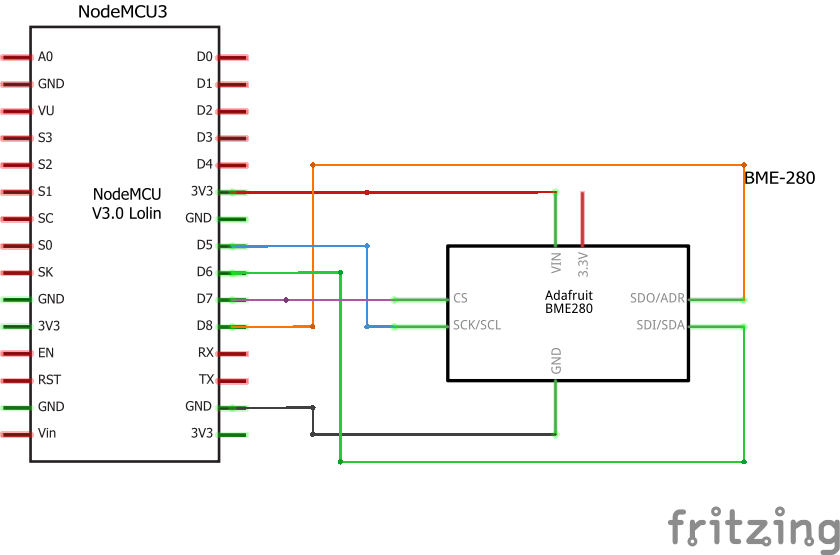 NodeMCU3
A0
D0
GND
D1
VU
D2
S3
D3
S2
D4
S1
3V3
NodeMCU
V3.0 Lolin
SC
GND
S0
D5
SK
D6
GND
D7
3V3
D8
EN
RX
RST
TX
GND
GND
Vin
3V3
BME-280
VIN
3.3V
CS
SDO/ADR
Adafruit
BME280
SCK/SCL
SDI/SDA
GND
fritzing